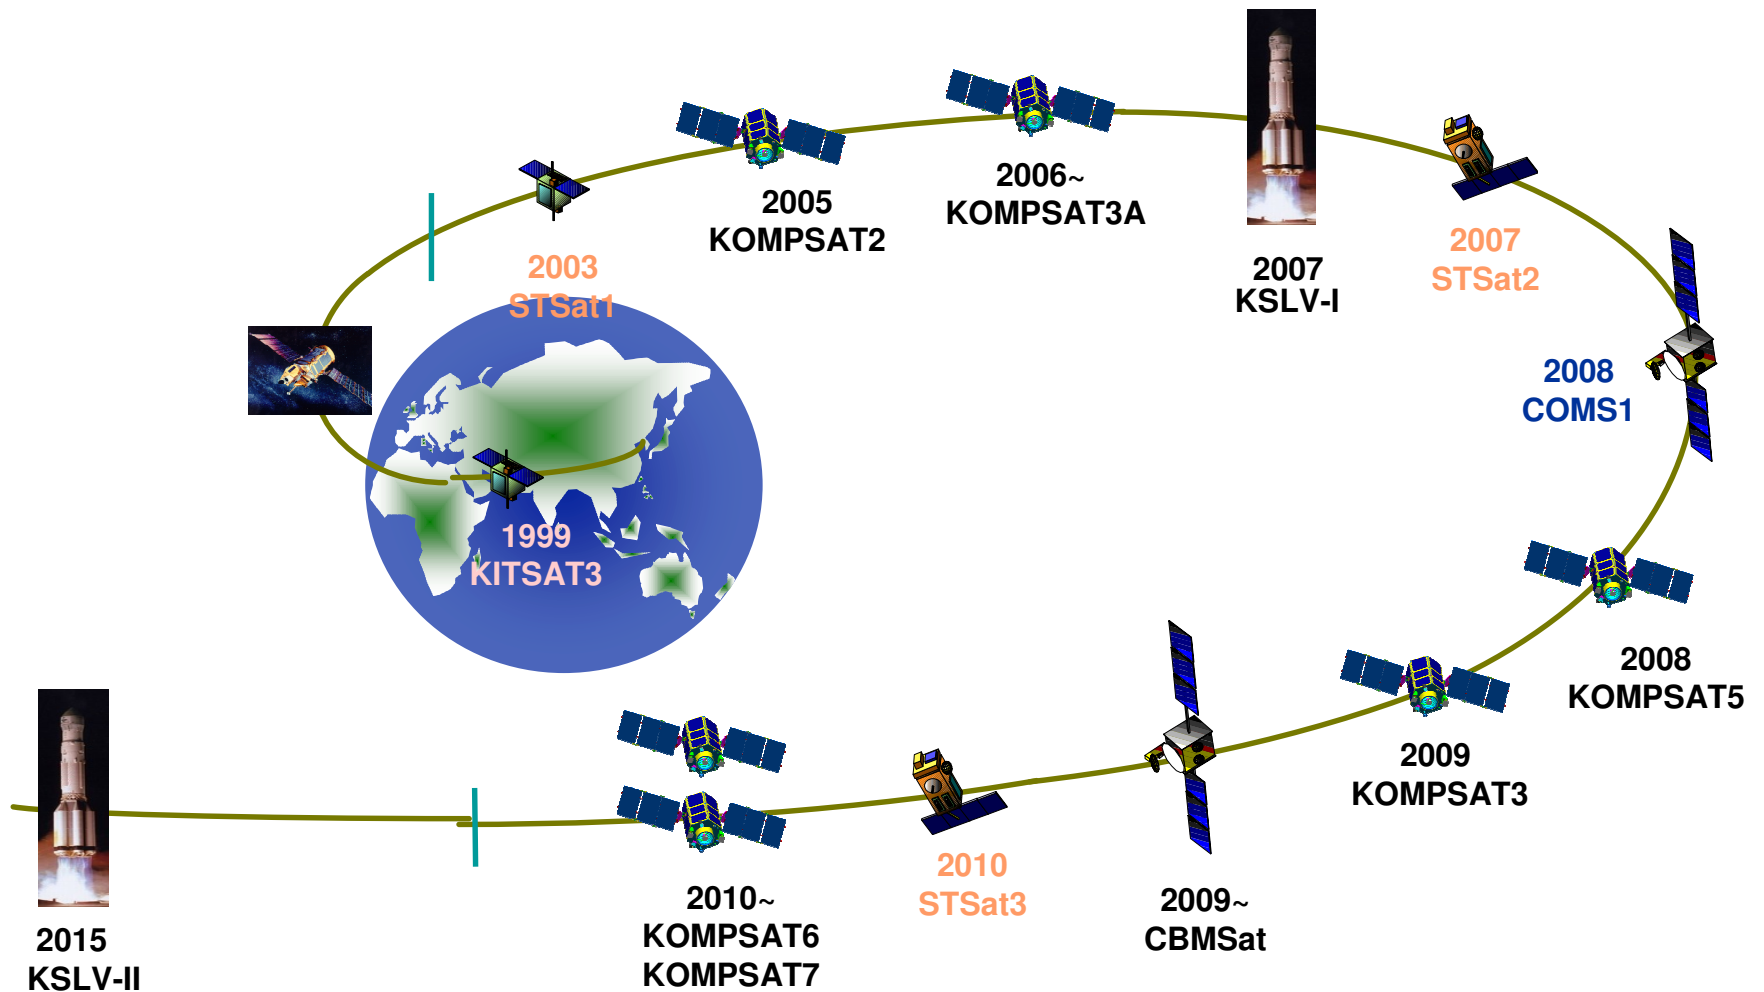 1999
KITSAT3
2003
STSat1
2005
KOMPSAT2
2006~
KOMPSAT3A
2007
KSLV-I
2007
STSat2
2008
COMS1
2008
KOMPSAT5
2009
KOMPSAT3
2009~
CBMSat
2010
STSat3
2010~
KOMPSAT6
KOMPSAT7
2015
KSLV-II